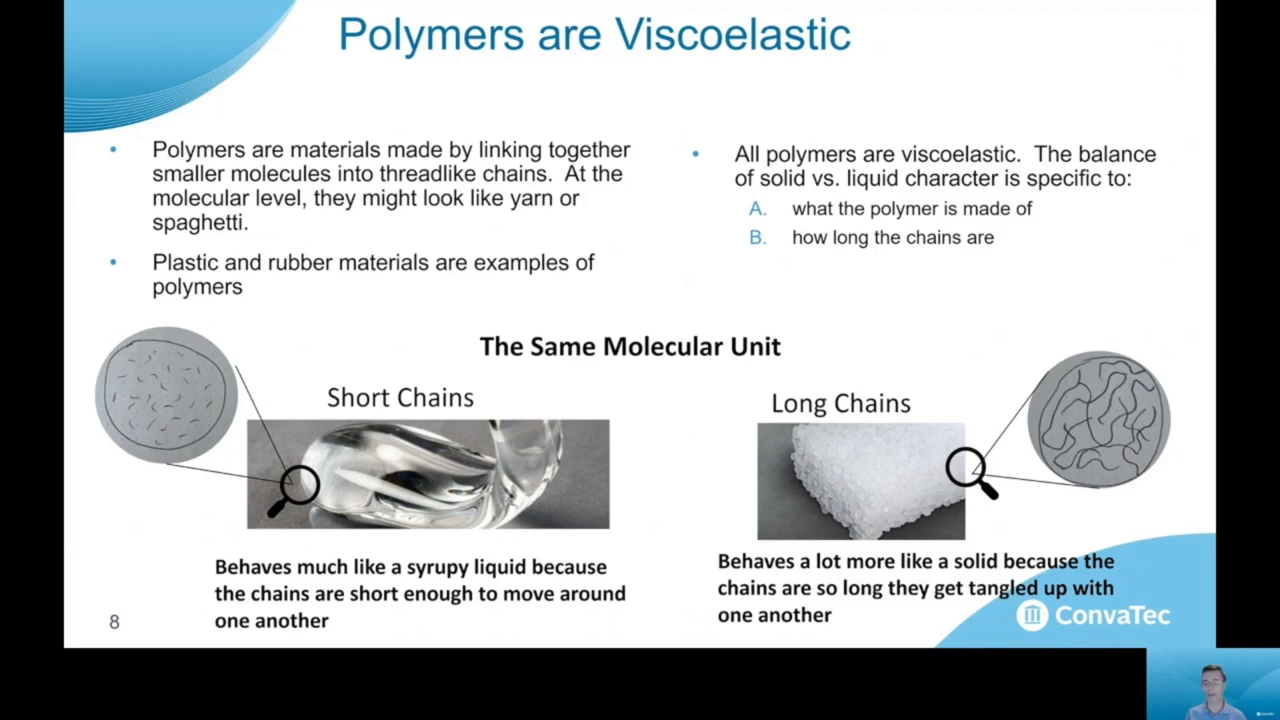 Polymers are Viscoelastic
• Polymers are materials made by linking together
smaller molecules into threadlike chains. At the
molecular level, they might look like yarn or
spaghetti.
• Plastic and rubber materials are examples of
polymers
• All polymers are viscoelastic. The balance
of solid vs. liquid character is specific to:
A. what the polymer is made of
B. how long the chains are
The Same Molecular Unit
Short Chains
Long Chains
Behaves much like a syrupy liquid because
the chains are short enough to move around
one another
Behaves a lot more like a solid because the
chains are so long they get tangled up with
one another
8
ConvaTec
ConvaTec